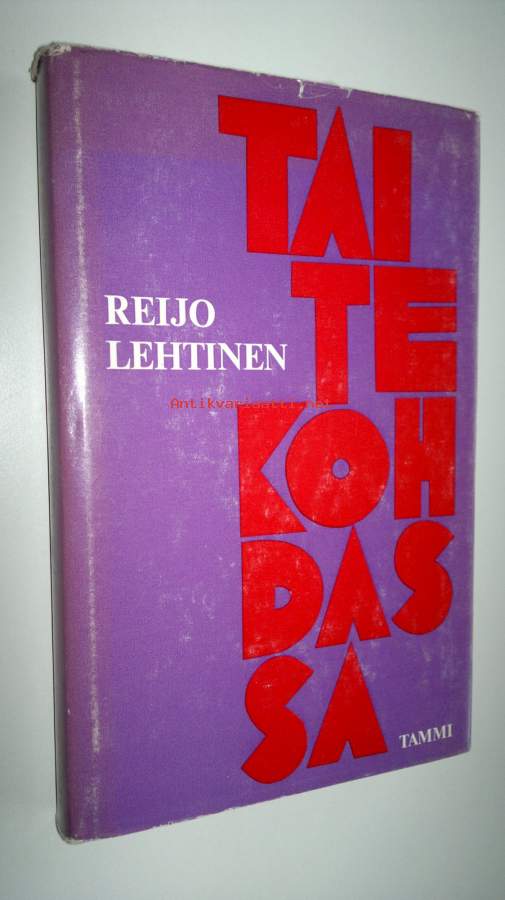 TAI
TE
KOH
DAS
SA
REIJO
LEHTINEN
Antikvariaatti.net
TAMMI